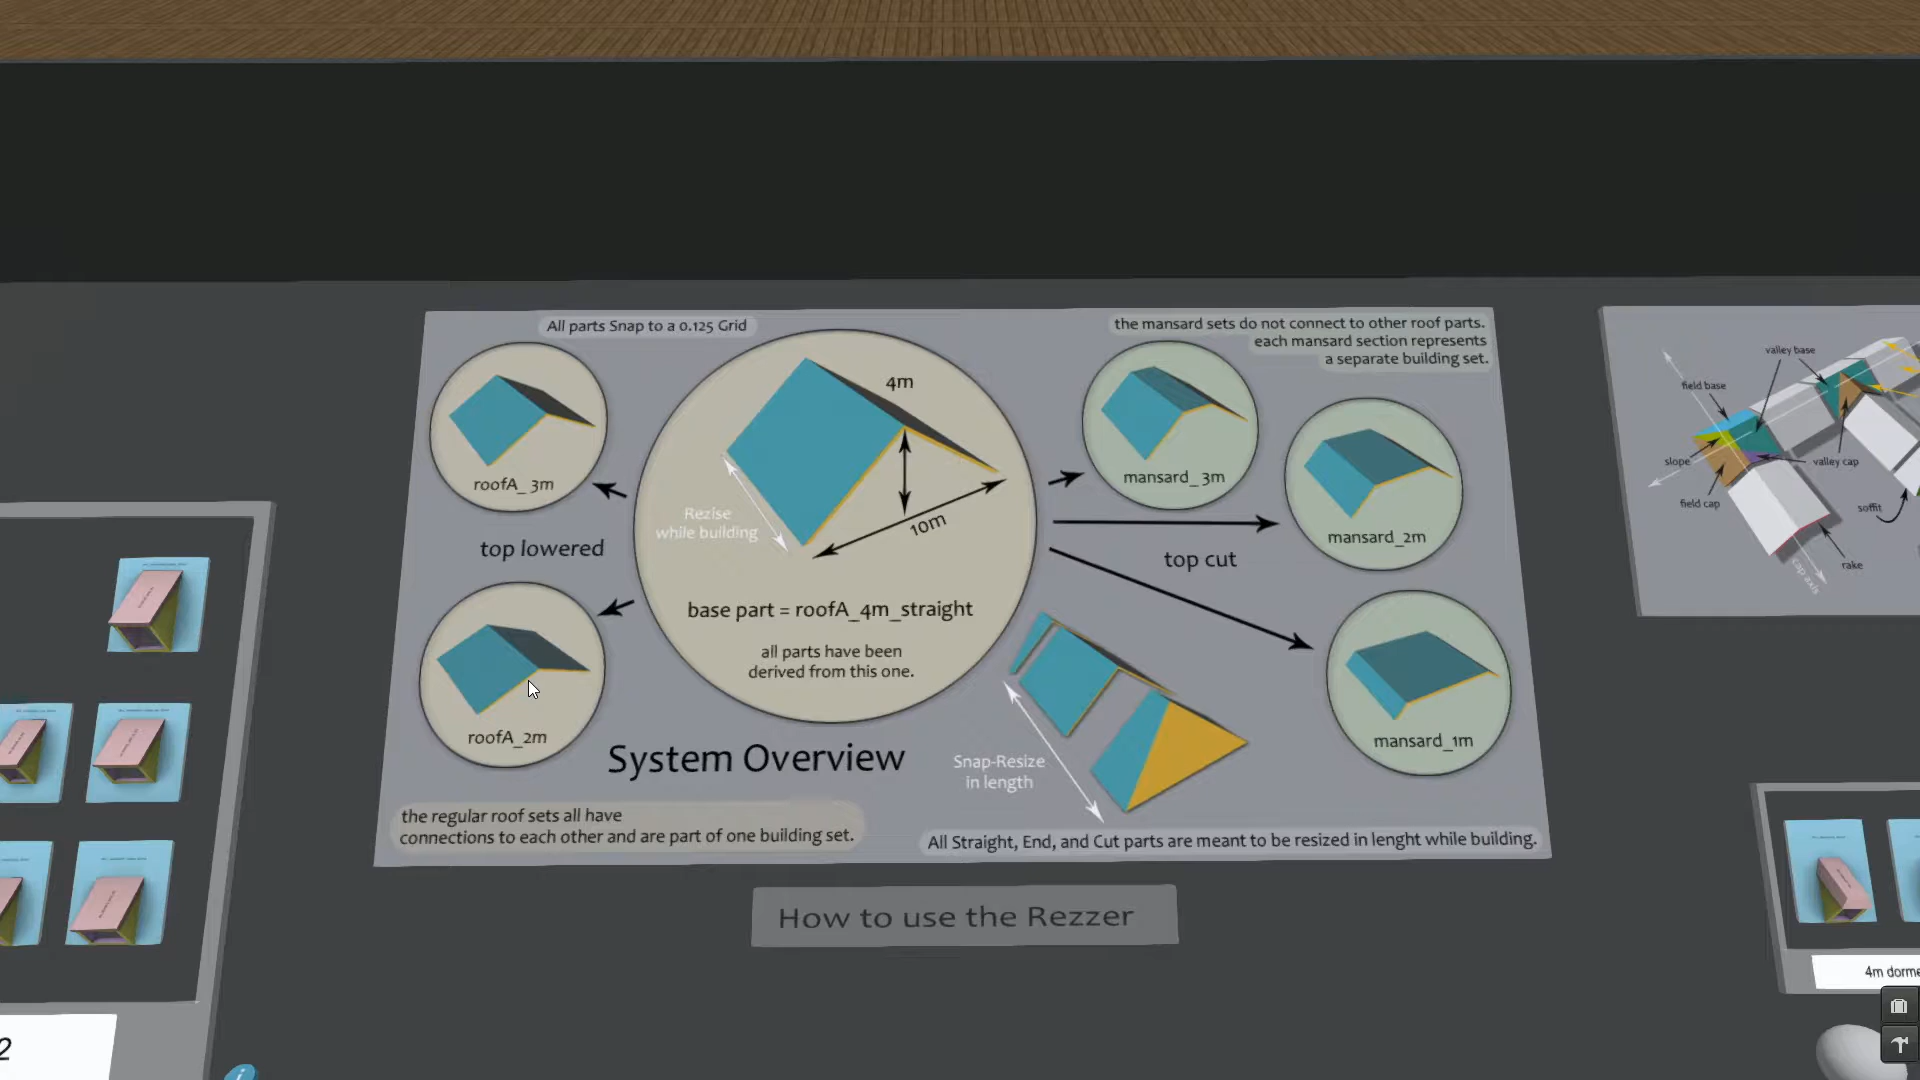 All parts Snap to a 0.125 Grid
the mansard sets do not connect to other roof parts.
each mansard section represents
a separate building set.
4m
10m
Rezise
while building
base part = roofA_4m_straight
all parts have been
derived from this one.
roofA_3m
top lowered
roofA_2m
mansard_3m
mansard_2m
top cut
mansard_1m
System Overview
Snap-Resize
in length
the regular roof sets all have
connections to each other and are part of one building set.
All Straight, End, and Cut parts are meant to be resized in lenght while building.
How to use the Rezzer
valley base
field base
slope
valley cap
field cap
soffit
rake
cap axis
4m dorme
2
i